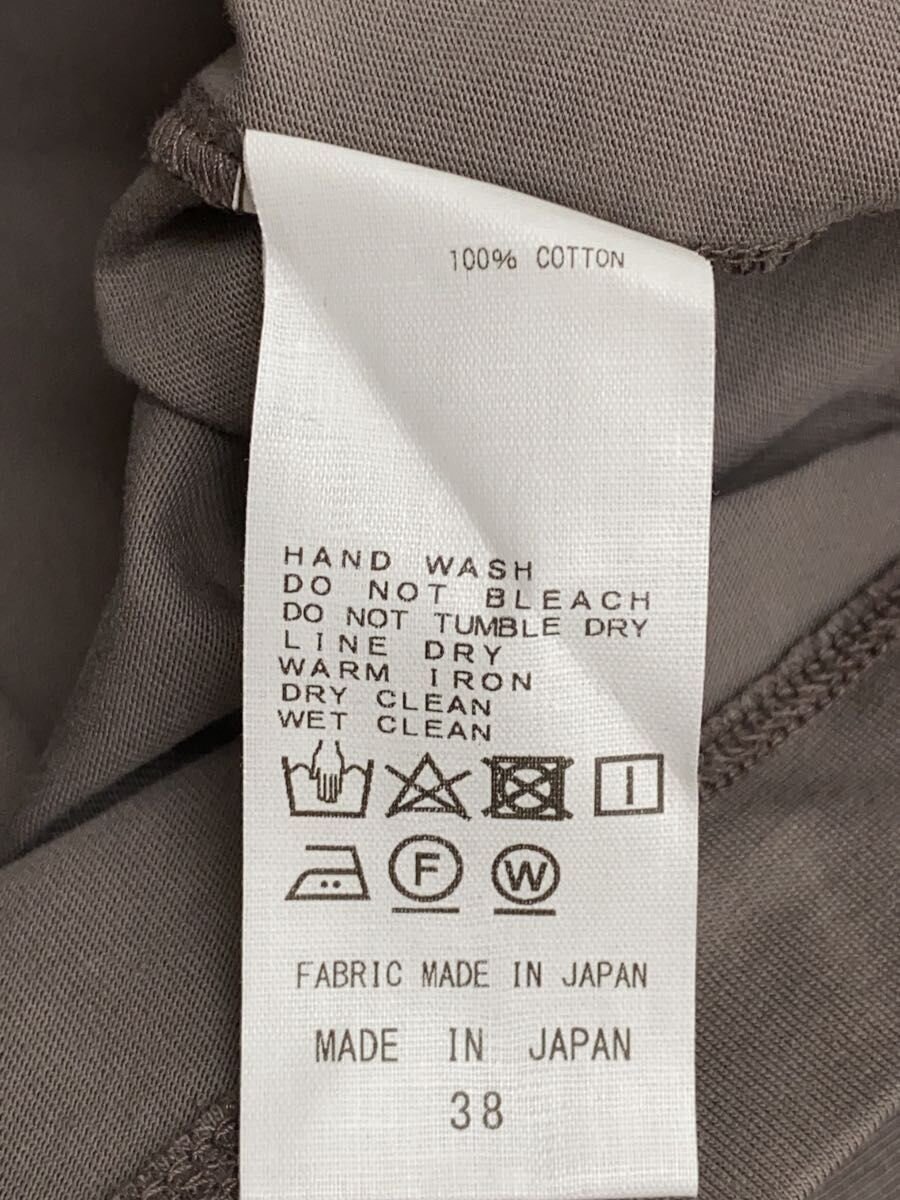 100% COTTON
HAND WASH
DO NOT BLEACH
DO NOT TUMBLE DRY
LINE DRY
WARM IRON
DRY CLEAN
WET CLEAN
F W
FABRIC MADE IN JAPAN
MADE IN JAPAN
38